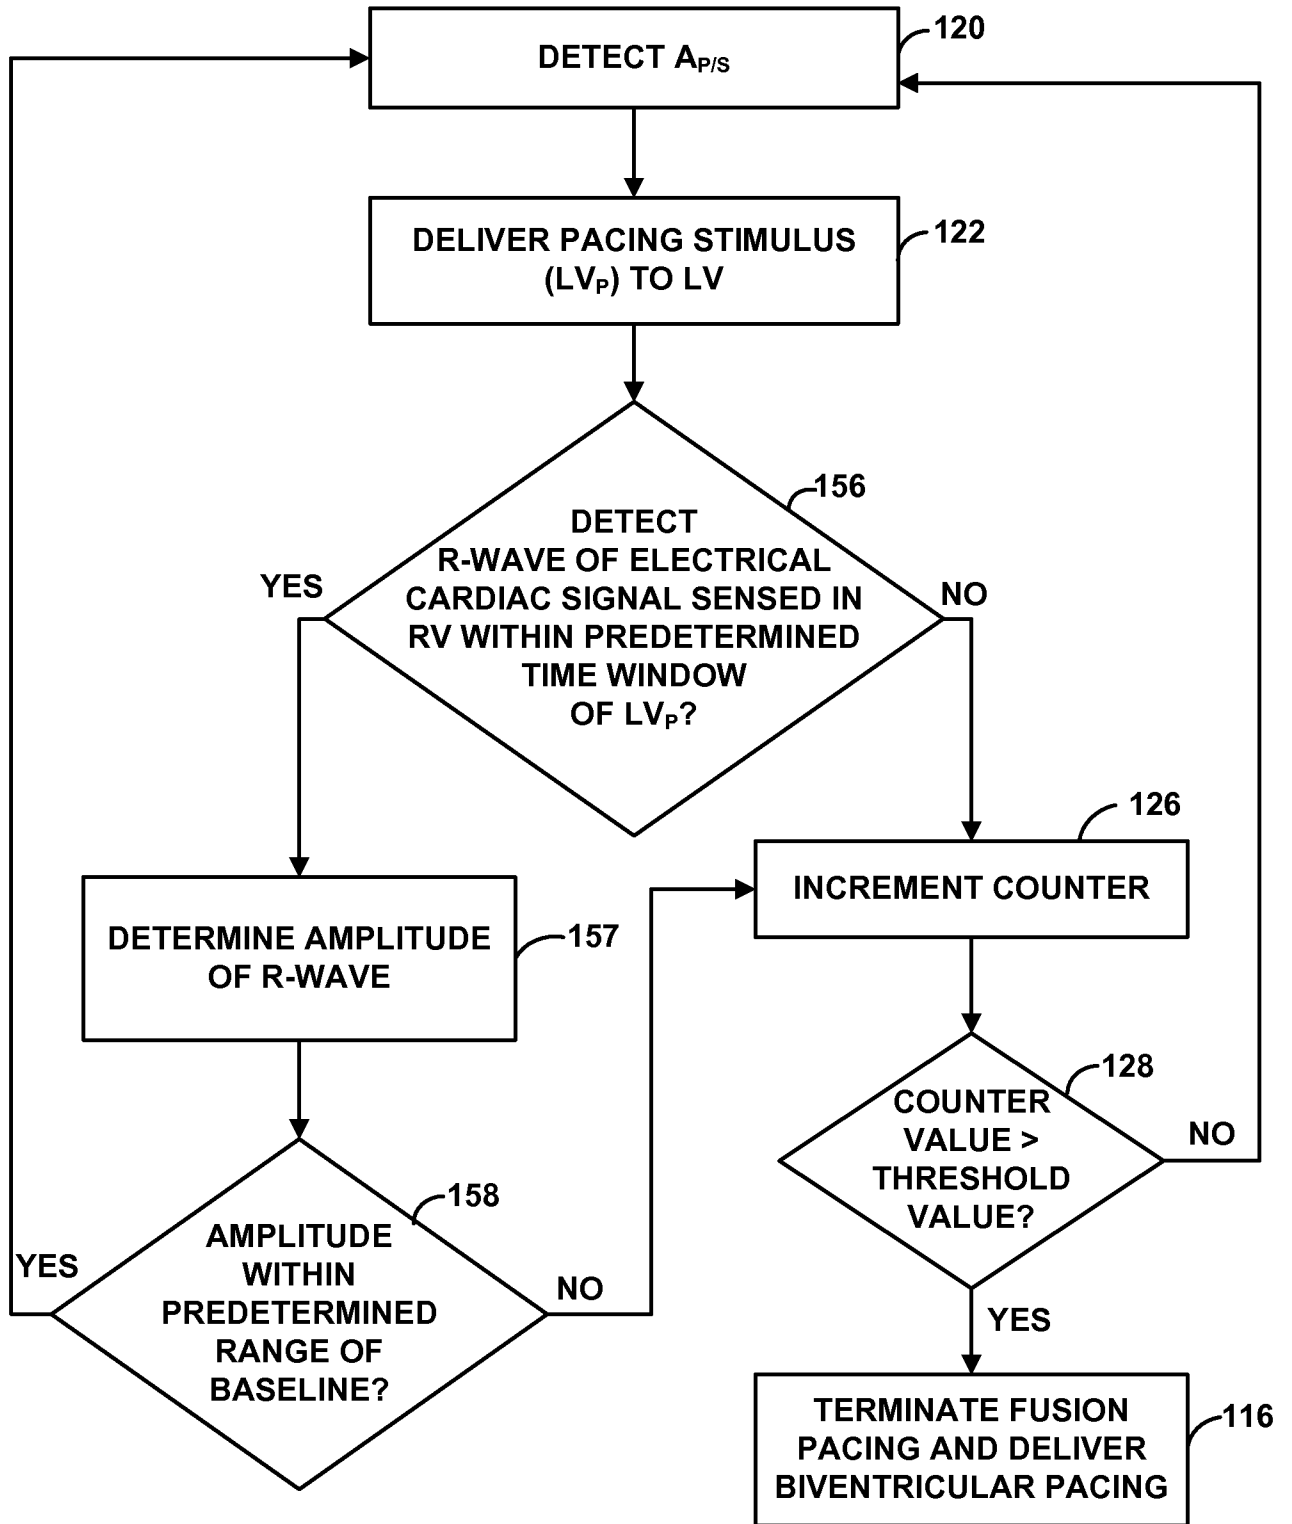 120
DETECT AP/S
122
DELIVER PACING STIMULUS
(LVP) TO LV
156
DETECT
R-WAVE OF ELECTRICAL
CARDIAC SIGNAL SENSED IN
RV WITHIN PREDETERMINED
TIME WINDOW
OF LVP?
YES
NO
126
INCREMENT COUNTER
157
DETERMINE AMPLITUDE
OF R-WAVE
128
COUNTER
VALUE >
THRESHOLD
VALUE?
NO
158
AMPLITUDE
WITHIN
PREDETERMINED
RANGE OF
BASELINE?
YES
NO
YES
116
TERMINATE FUSION
PACING AND DELIVER
BIVENTRICULAR PACING